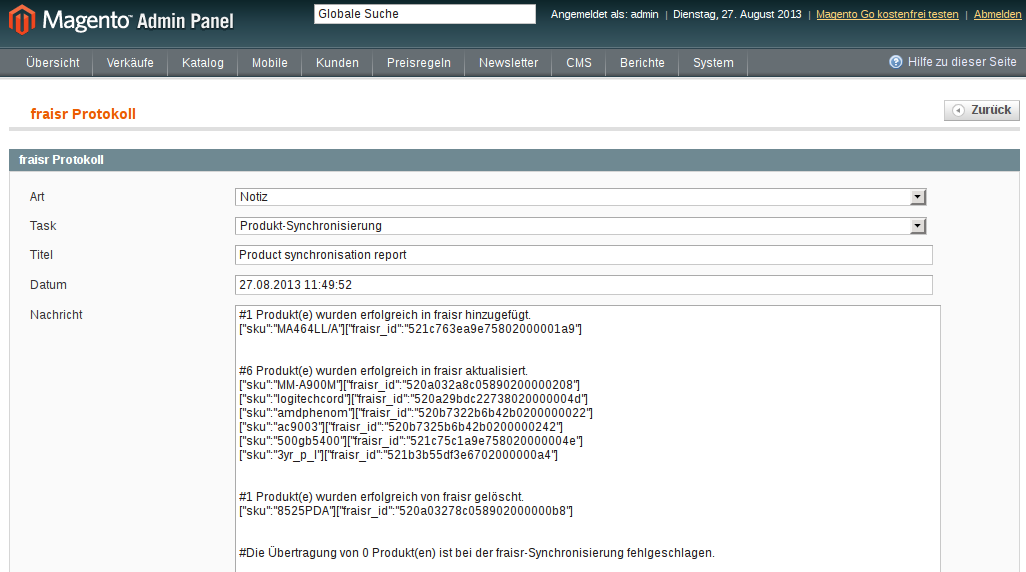 Magento™ Admin Panel
Globale Suche
Angemeldet als: admin | Dienstag, 27. August 2013 | Magento Go kostenfrei testen | Abmelden
Übersicht Verkäufe Katalog Mobile Kunden Preisregeln Newsletter CMS Berichte System ? Hilfe zu dieser Seite
fraisr Protokoll
Zurück
fraisr Protokoll
Art Notiz
Task Produkt-Synchronisierung
Titel Product synchronisation report
Datum 27.08.2013 11:49:52
Nachricht #1 Produkt(e) wurden erfolgreich in fraisr hinzugefügt.
["sku":"MA464LL/A"]["fraisr_id":"521c763ea9e75802000001a9"]
#6 Produkt(e) wurden erfolgreich in fraisr aktualisiert.
["sku":"MM-A900M"]["fraisr_id":"520a032a8c05890200000208"]
["sku":"logitechcord"]["fraisr_id":"520a29bdc22738020000004d"]
["sku":"amdphenom"]["fraisr_id":"520b7322b6b42b0200000022"]
["sku":"ac9003"]["fraisr_id":"520b7325b6b42b0200000242"]
["sku":"500gb5400"]["fraisr_id":"521c75c1a9e758020000004e"]
["sku":"3yr_p_l"]["fraisr_id":"521b3b55df3e6702000000a4"]
#1 Produkt(e) wurden erfolgreich von fraisr gelöscht.
["sku":"8525PDA"]["fraisr_id":"520a03278c058902000000b8"]
#Die Übertragung von 0 Produkt(en) ist bei der fraisr-Synchronisierung fehlgeschlagen.